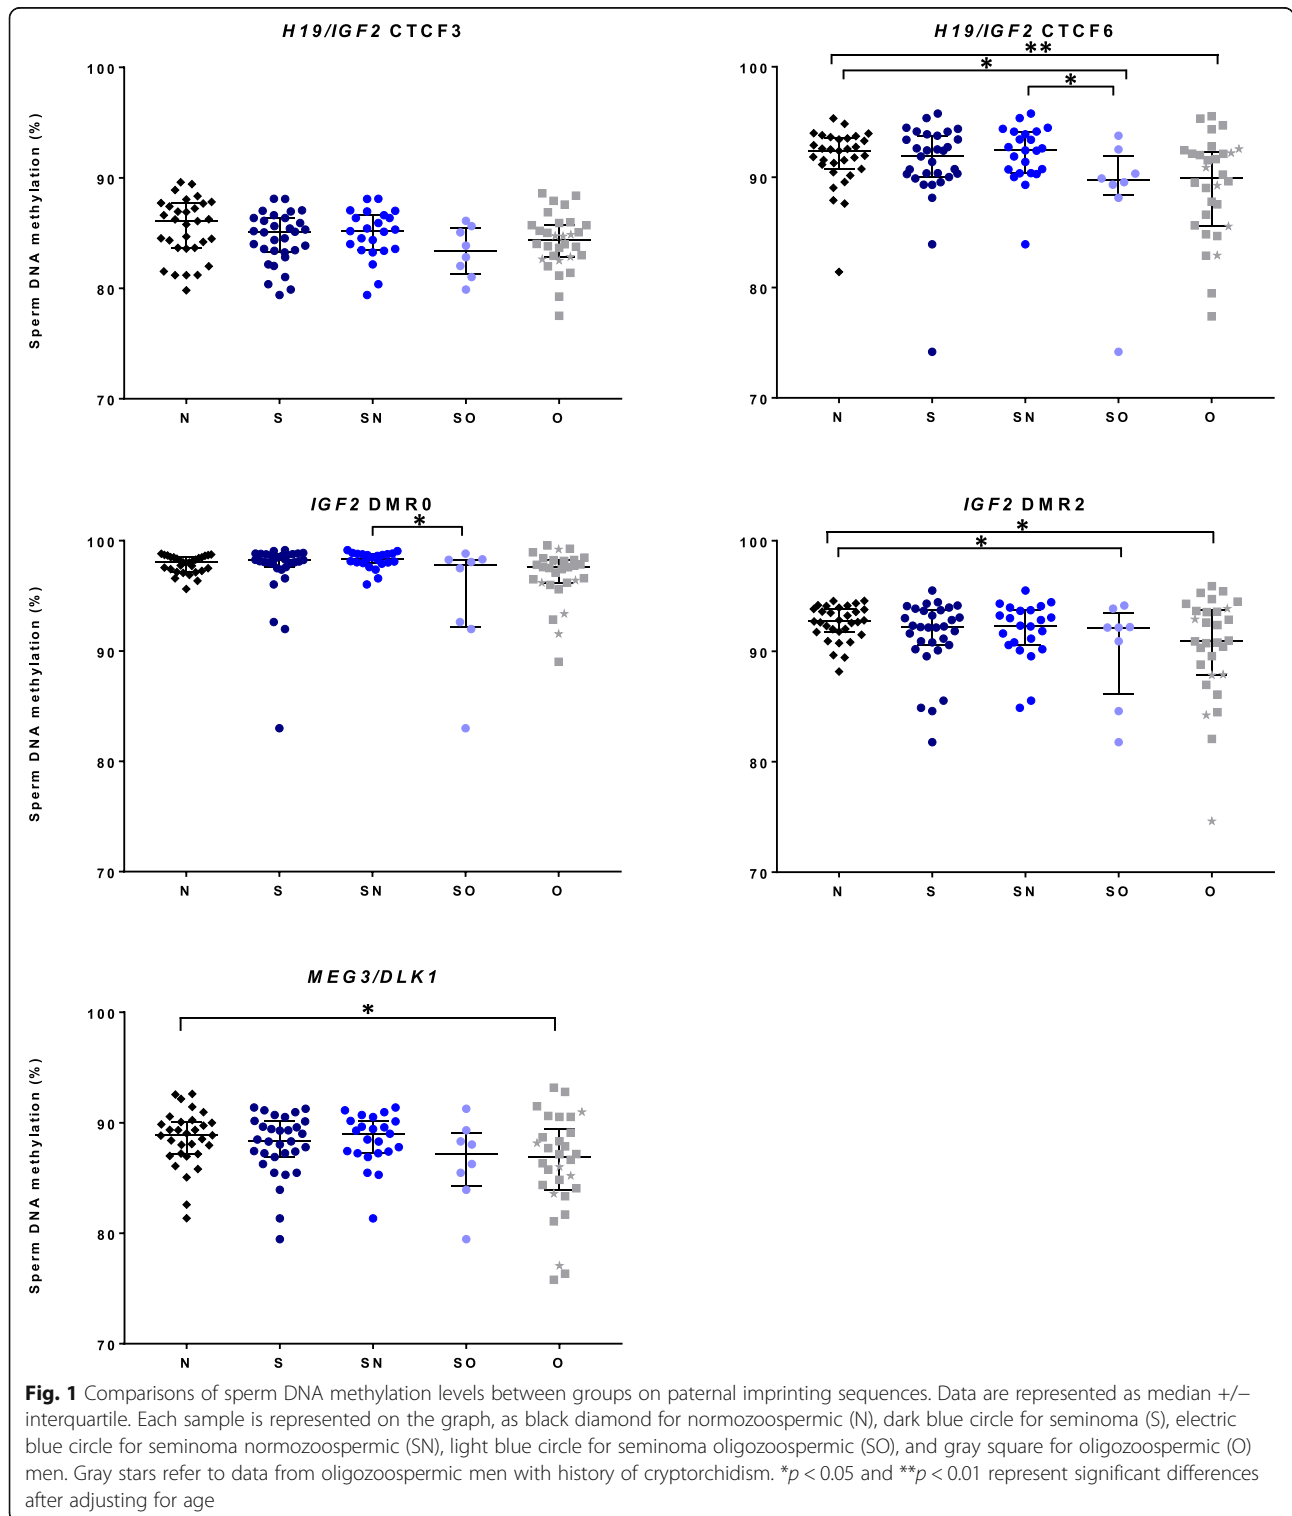 H19/IGF2 CTCF3
Sperm DNA methylation (%)
100
90
80
70
N S SN SO O
H19/IGF2 CTCF6
**
*
*
100
90
80
70
N S SN SO O
IGF2 DMR0
*
Sperm DNA methylation (%)
100
90
80
70
N S SN SO O
IGF2 DMR2
*
*
100
90
80
70
N S SN SO O
MEG3/DLK1
*
Sperm DNA methylation (%)
100
90
80
70
N S SN SO O
Fig. 1 Comparisons of sperm DNA methylation levels between groups on paternal imprinting sequences. Data are represented as median +/−
interquartile. Each sample is represented on the graph, as black diamond for normozoospermic (N), dark blue circle for seminoma (S), electric
blue circle for seminoma normozoospermic (SN), light blue circle for seminoma oligozoospermic (SO), and gray square for oligozoospermic (O)
men. Gray stars refer to data from oligozoospermic men with history of cryptorchidism. *p < 0.05 and **p < 0.01 represent significant differences
after adjusting for age